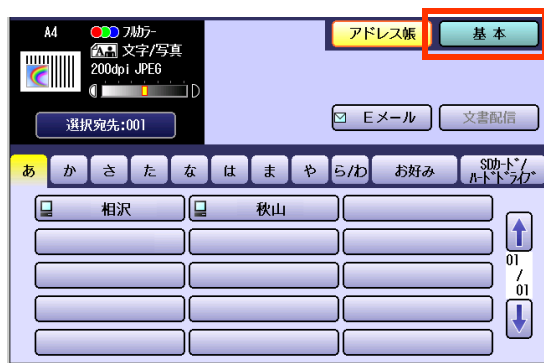 A4 フルカラー アドレス帳 基本
文字/写真
200dpi JPEG
選択宛先:001 Eメール 文書配信
あ か さ た な は ま や ら/わ お好み SDカード/
ハードドライブ
相沢 秋山
01
/
01